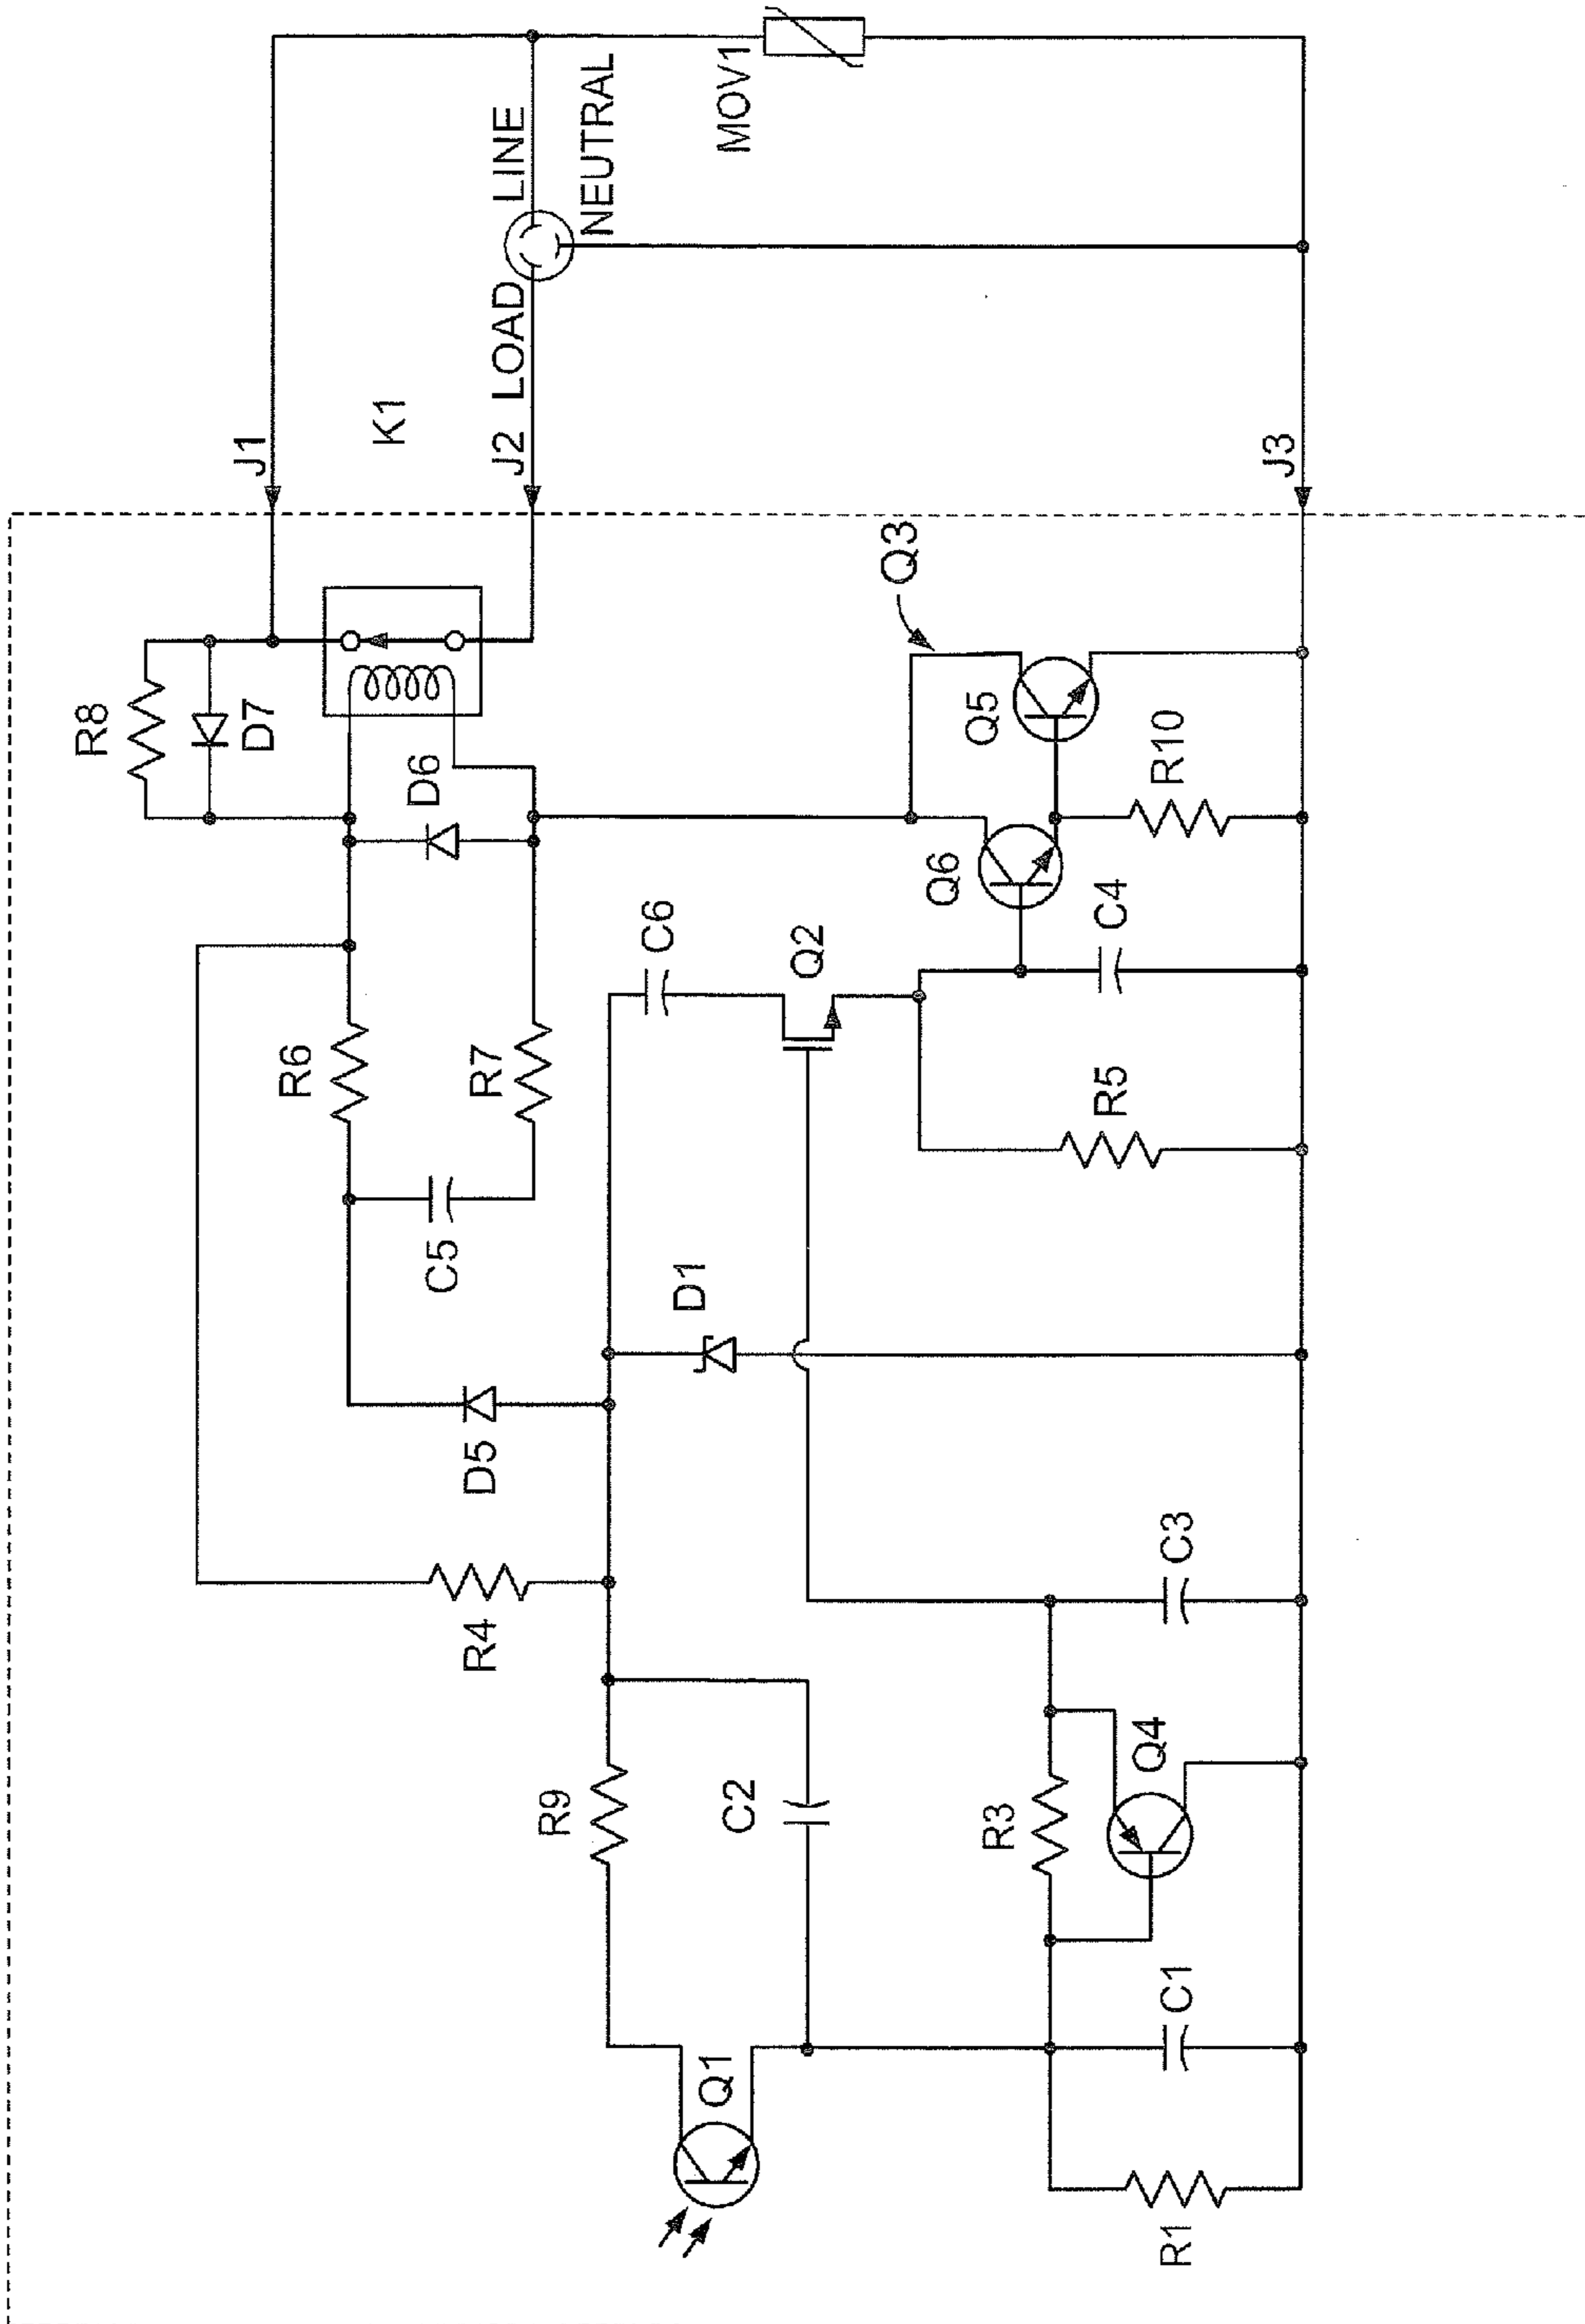 J1
K1
J2 LOAD
LINE
NEUTRAL
MOV1
J3
R8
D7
D6
Q3
Q5
R10
Q6
C4
C6
Q2
R6
R7
R5
C5
D1
D5
R4
C3
R9
C2
R3
Q4
Q1
C1
R1